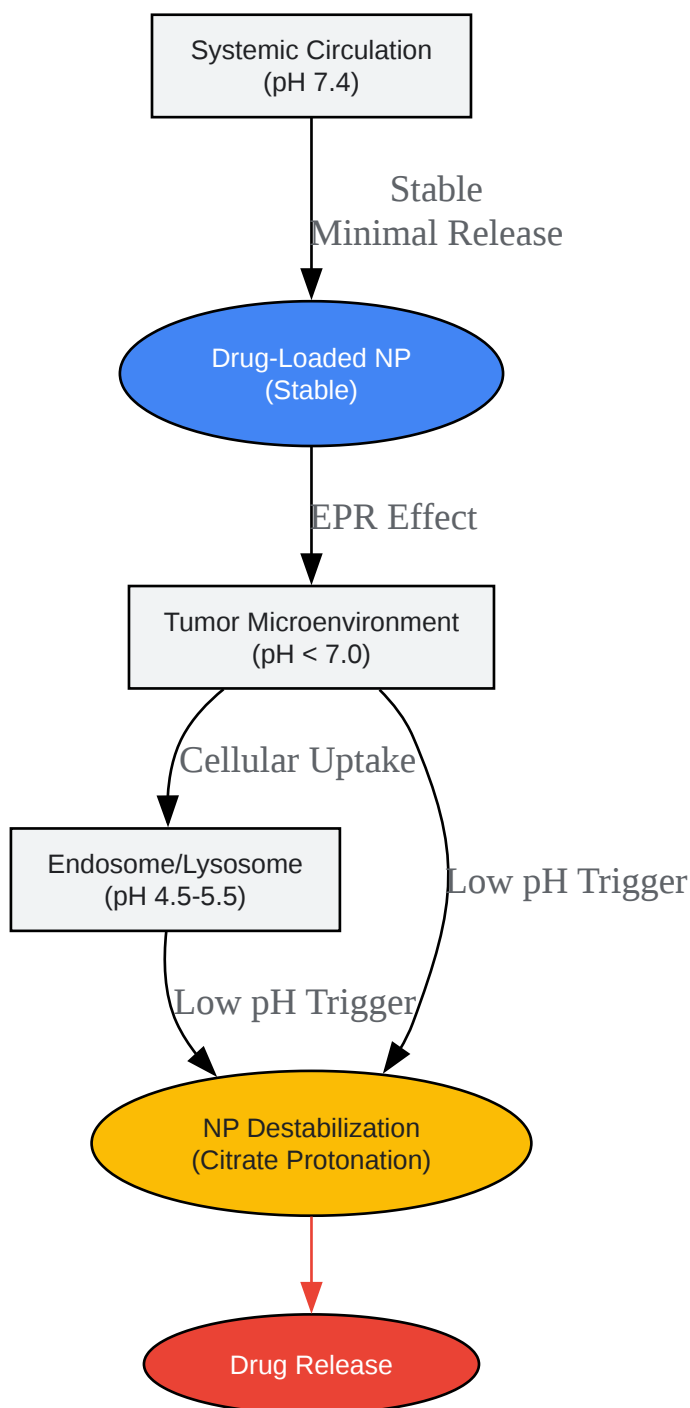 Systemic Circulation
(pH 7.4)
Stable
Minimal Release
Drug-Loaded NP
(Stable)
EPR Effect
Tumor Microenvironment
(pH < 7.0)
Cellular Uptake
Endosome/Lysosome
(pH 4.5-5.5)
Low pH Trigger
Low pH Trigger
NP Destabilization
(Citrate Protonation)
Drug Release